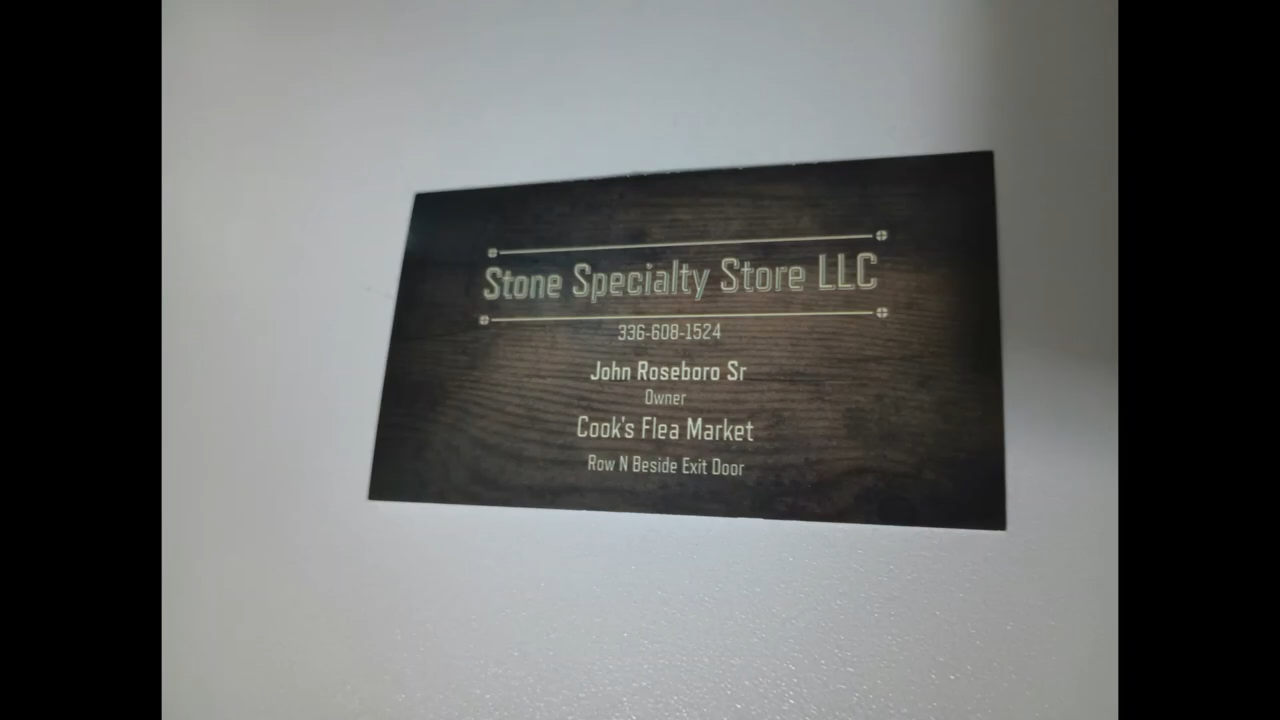 Stone Specialty Store LLC
336-608-1524
John Roseboro Sr
Owner
Cook's Flea Market
Row N Beside Exit Door